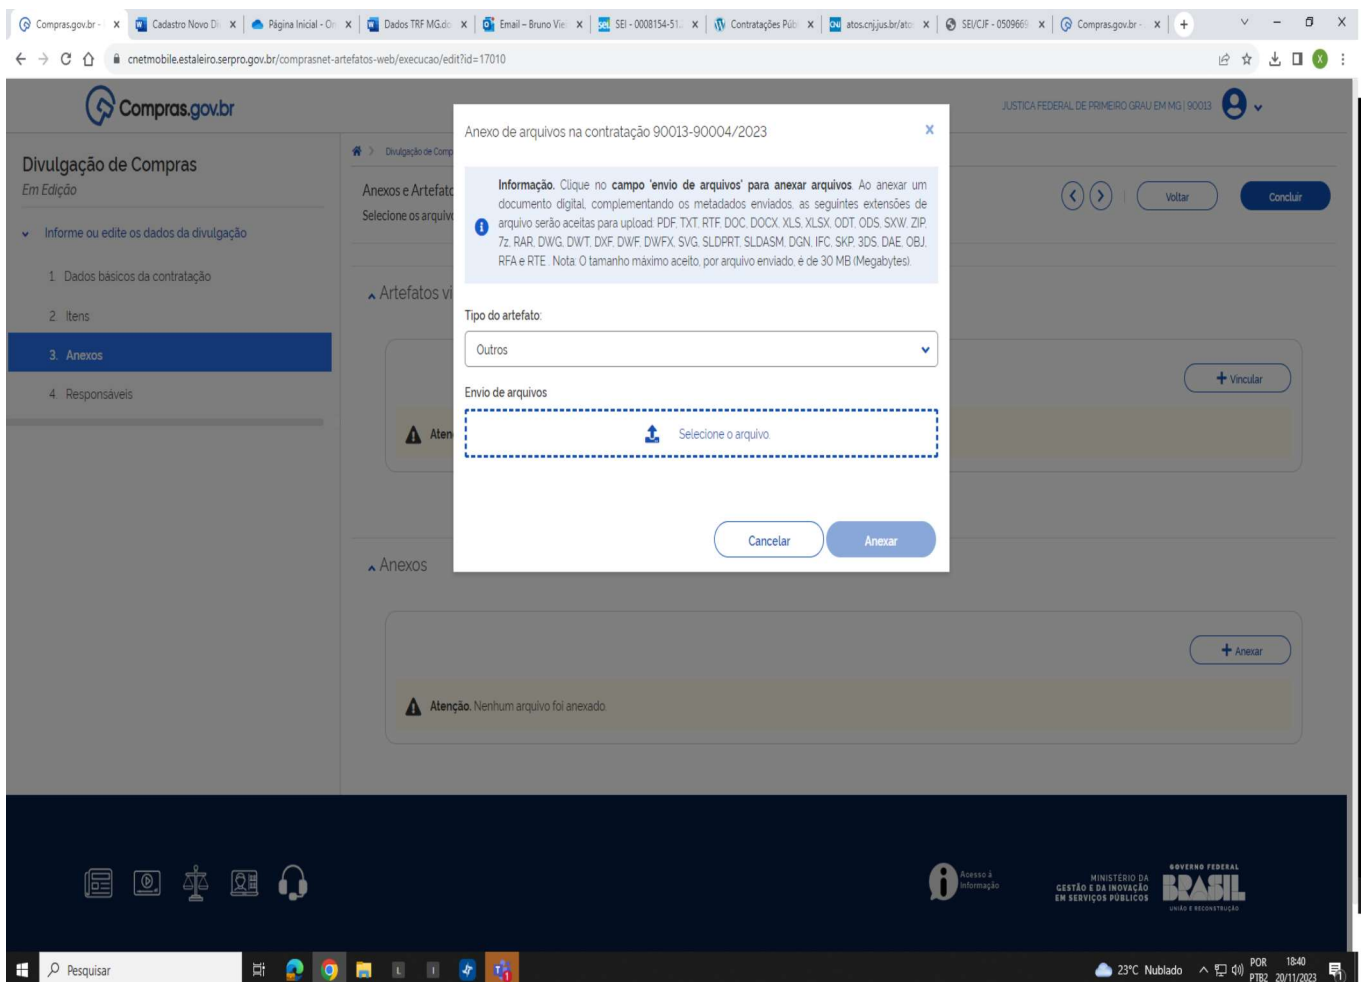 Compras.gov.br -
Cadastro Novo Di
Página Inicial - On
Dados TRF MG.do
Email – Bruno Vie
SEI - 0008154-51.
Contratações Púb
atos.cnj.jus.br/ato
SEI/CJF - 0509669
Compras.gov.br -
cnetmobile.estaleiro.serpro.gov.br/comprasnet-artefatos-web/execucao/edit?id=17010
Compras.gov.br
JUSTICA FEDERAL DE PRIMEIRO GRAU EM MG | 90013
Divulgação de Compras
Em Edição
Informe ou edite os dados da divulgação
1. Dados básicos da contratação
2. Itens
3. Anexos
4. Responsáveis
Divulgação de Comp
Anexos e Artefato
Selecione os arquivo
Voltar
Concluir
Artefatos vi
+ Vincular
Aten
Anexo de arquivos na contratação 90013-90004/2023
x
Informação. Clique no campo 'envio de arquivos' para anexar arquivos. Ao anexar um
documento digital, complementando os metadados enviados, as seguintes extensões de
arquivo serão aceitas para upload: PDF, TXT, RTF, DOC, DOCX, XLS, XLSX, ODT, ODS, SXW, ZIP,
7z, RAR, DWG, DWT, DXF, DWF, DWFX, SVG, SLDPRT, SLDASM, DGN, IFC, SKP, 3DS, DAE, OBJ,
RFA e RTE . Nota: O tamanho máximo aceito, por arquivo enviado, é de 30 MB (Megabytes).
Tipo do artefato:
Outros
Envio de arquivos
Selecione o arquivo.
Cancelar
Anexar
Anexos
+ Anexar
Atenção. Nenhum arquivo foi anexado.
Acesso à
Informação
MINISTÉRIO DA
GESTÃO E DA INOVAÇÃO
EM SERVIÇOS PÚBLICOS
GOVERNO FEDERAL
BRASIL
UNIÃO E RECONSTRUÇÃO
Pesquisar
23°C Nublado
POR
PTB2
18:40
20/11/2023